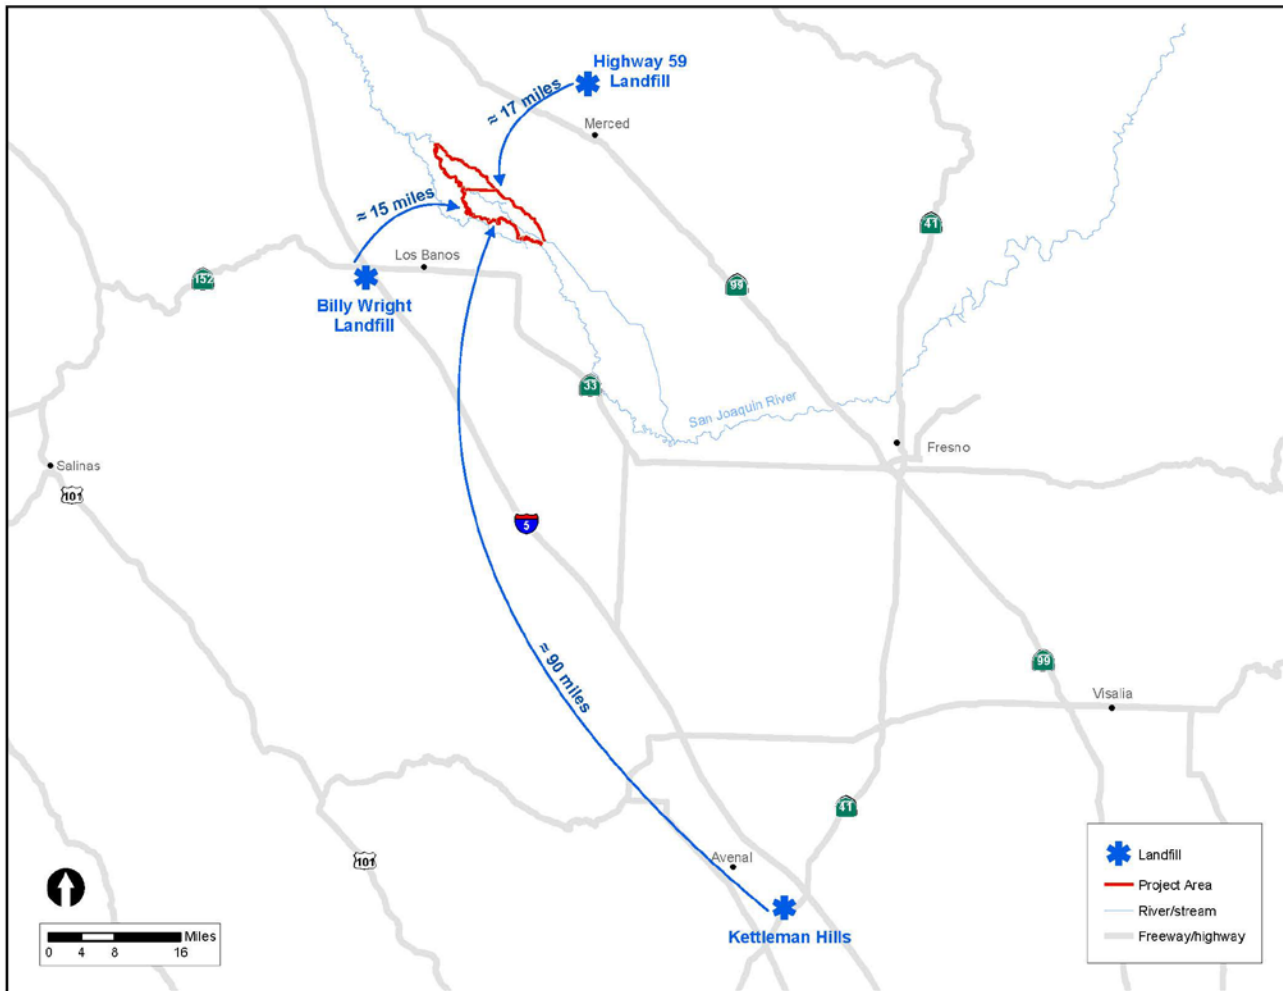 Highway 59
Landfill
≈ 17 miles
Merced
≈ 15 miles
41
Los Banos
152
99
Billy Wright
Landfill
33
San Joaquin River
Fresno
Salinas
101
5
≈ 90 miles
99
Visalia
41
101
Avenal
Kettleman Hills
Landfill
Project Area
River/stream
Freeway/highway
Miles
0 4 8 16